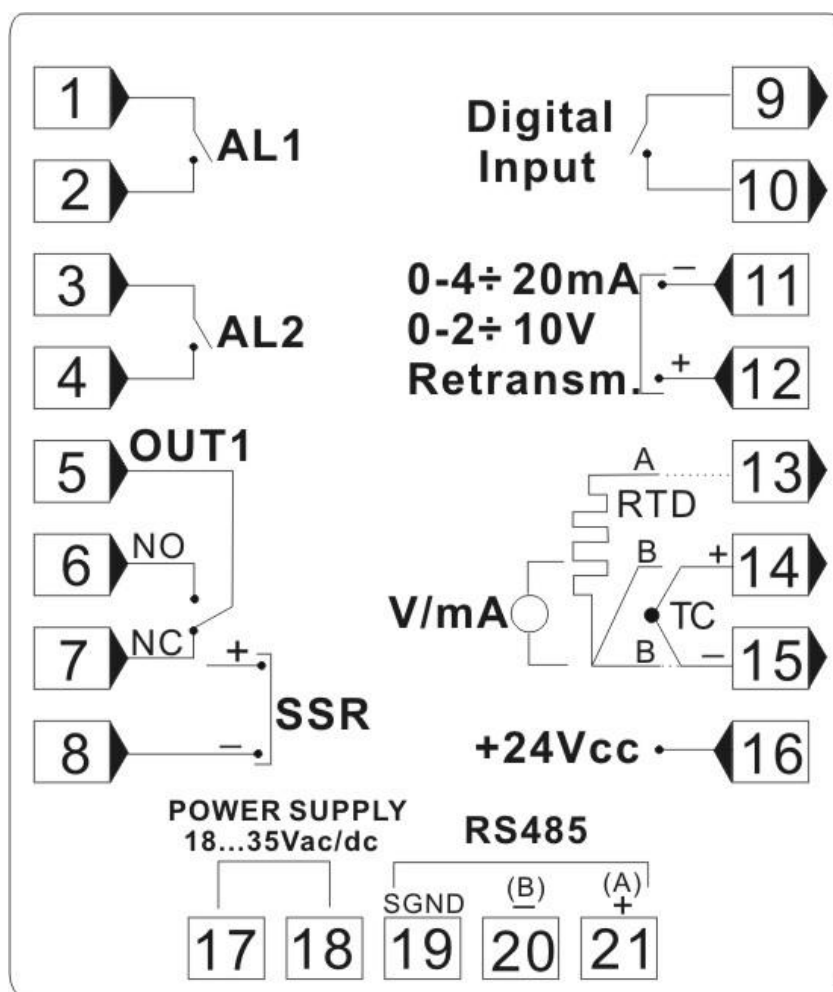 1
AL1
2
3
AL2
4
OUT1
5
6
NO
7
NC
+
SSR
8
–
Digital
Input
9
10
0-4÷ 20mA
–
11
0-2÷ 10V
Retransm.
+
12
A
13
RTD
B
+
14
V/mA
TC
B
–
15
+24Vcc
16
POWER SUPPLY
18...35Vac/dc
RS485
SGND
(B)
–
(A)
+
17
18
19
20
21